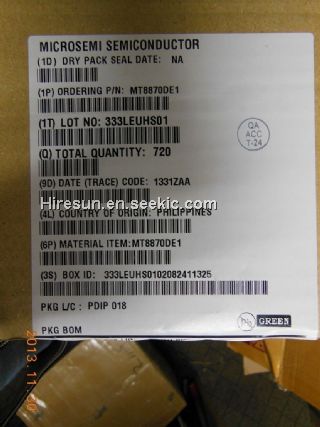 MICROSEMI SEMICONDUCTOR
(1D) DRY PACK SEAL DATE: NA
(1P) ORDERING P/N: MT8870DE1
(1T) LOT NO: 333LEUHS01
QA
ACC
T-24
(Q) TOTAL QUANTITY: 720
(9D) DATE (TRACE) CODE: 1331ZAA
Hiresun.en.seekic.com
(4L) COUNTRY OF ORIGIN: PHILIPPINES
(6P) MATERIAL ITEM:MT8870DE1
(3S) BOX ID: 333LEUHS0102082411325
PKG L/C: PDIP 018
Pb GREEN
PKG BOM